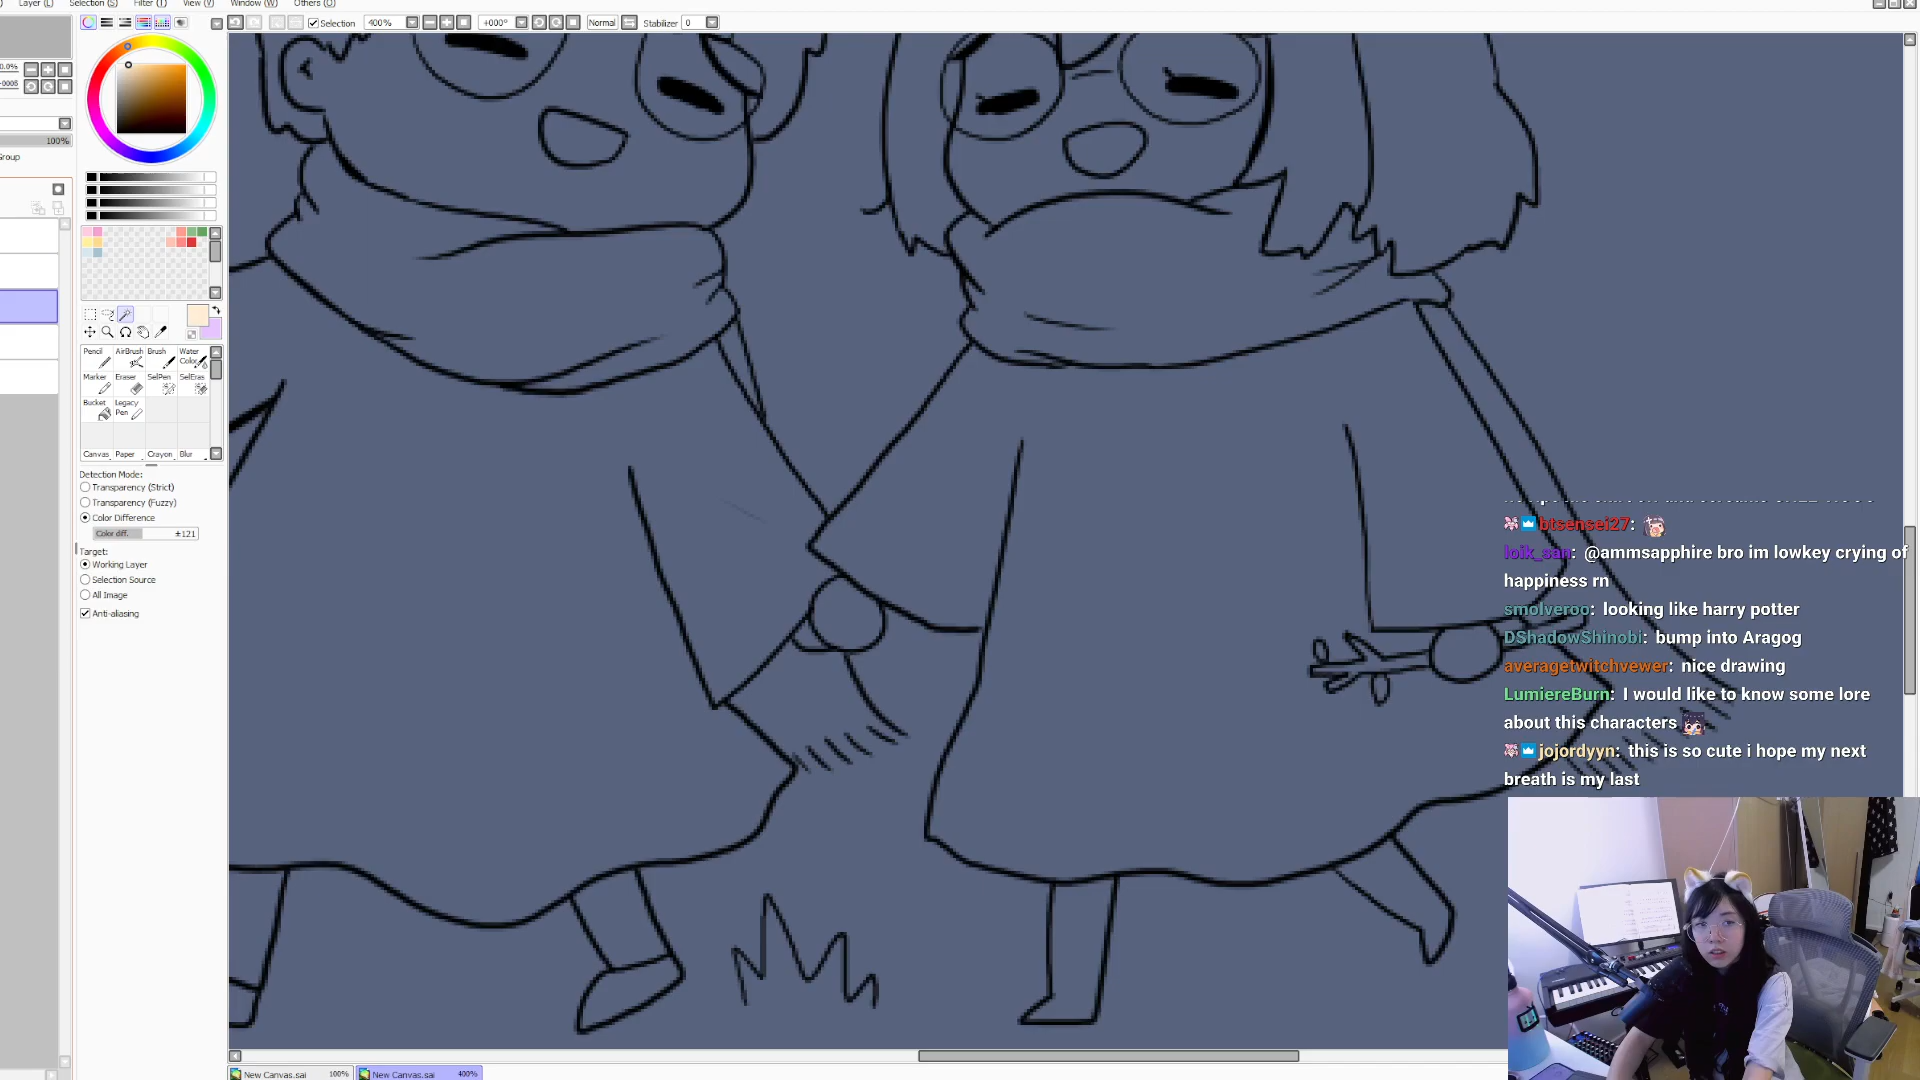 Layer (L) Selection (S) Filter (T) View (V) Window (W) Others (O)
Selection 400% +000° Normal Stabilizer 0
100%
Group
Pencil AirBrush Brush Water Color
Marker Eraser SelPen SelEras
Bucket Legacy Pen
Canvas Paper Crayon Blur
Detection Mode:
Transparency (Strict)
Transparency (Fuzzy)
Color Difference
Color diff. ±121
Target:
Working Layer
Selection Source
All Image
Anti-aliasing
btsensei27:
loik_san: @ammsapphire bro im lowkey crying of
happiness rn
smolveroo: looking like harry potter
DShadowShinobi: bump into Aragog
averagetwitchvewer: nice drawing
LumiereBurn: I would like to know some lore
about this characters
jojordyyn: this is so cute i hope my next
breath is my last
New Canvas.sai 100% New Canvas.sai 400%